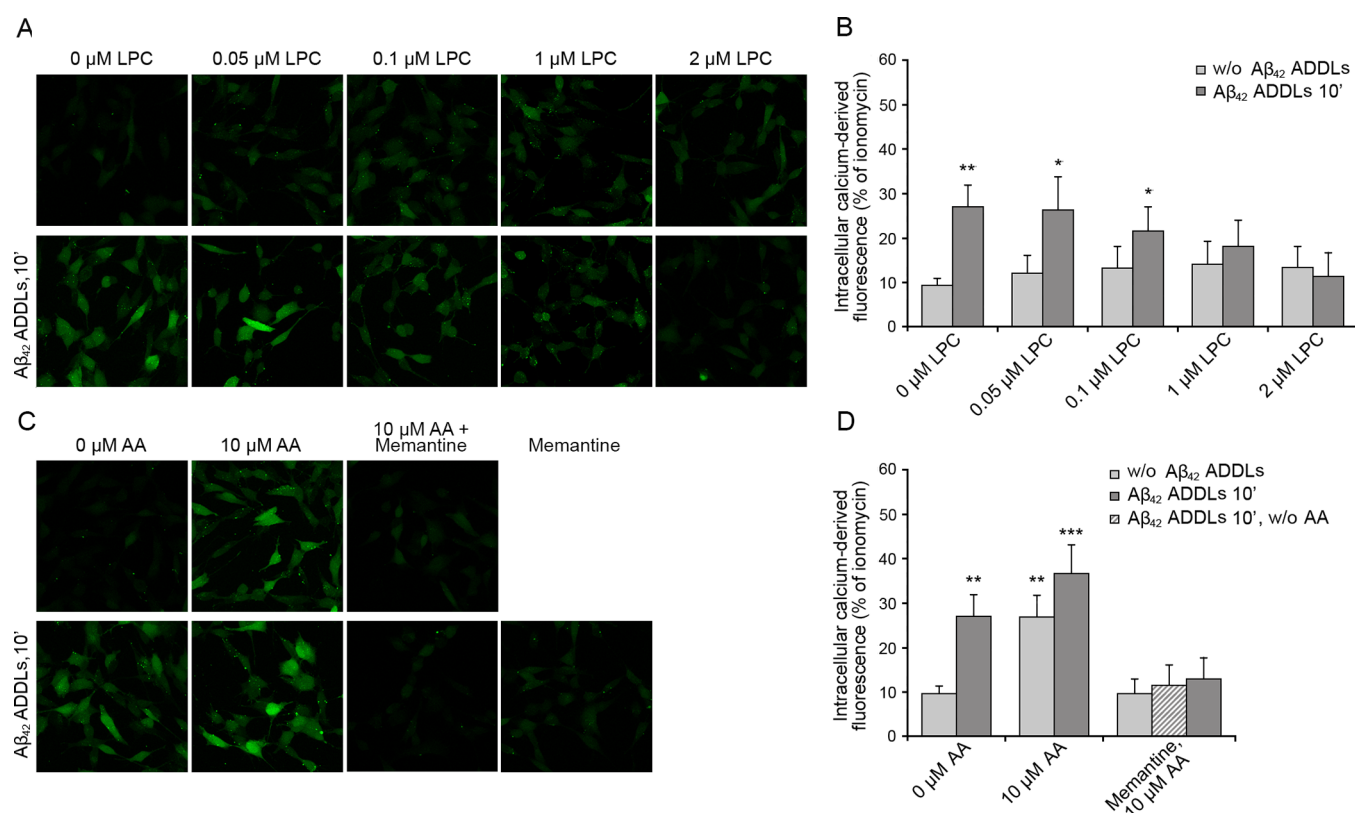 A
0 µM LPC 0.05 µM LPC 0.1 µM LPC 1 µM LPC 2 µM LPC
Aβ₄₂ ADDLs, 10'
B
Intracellular calcium-derived
fluorescence (% of ionomycin)
60
50
40
30
20
10
0
w/o Aβ₄₂ ADDLs
Aβ₄₂ ADDLs 10'
** * *
0 µM LPC 0.05 µM LPC 0.1 µM LPC 1 µM LPC 2 µM LPC
C
0 µM AA 10 µM AA 10 µM AA +
Memantine Memantine
Aβ₄₂ ADDLs, 10'
D
Intracellular calcium-derived
fluorescence (% of ionomycin)
60
50
40
30
20
10
0
w/o Aβ₄₂ ADDLs
Aβ₄₂ ADDLs 10'
Aβ₄₂ ADDLs 10', w/o AA
** ** ***
0 µM AA 10 µM AA Memantine,
10 µM AA